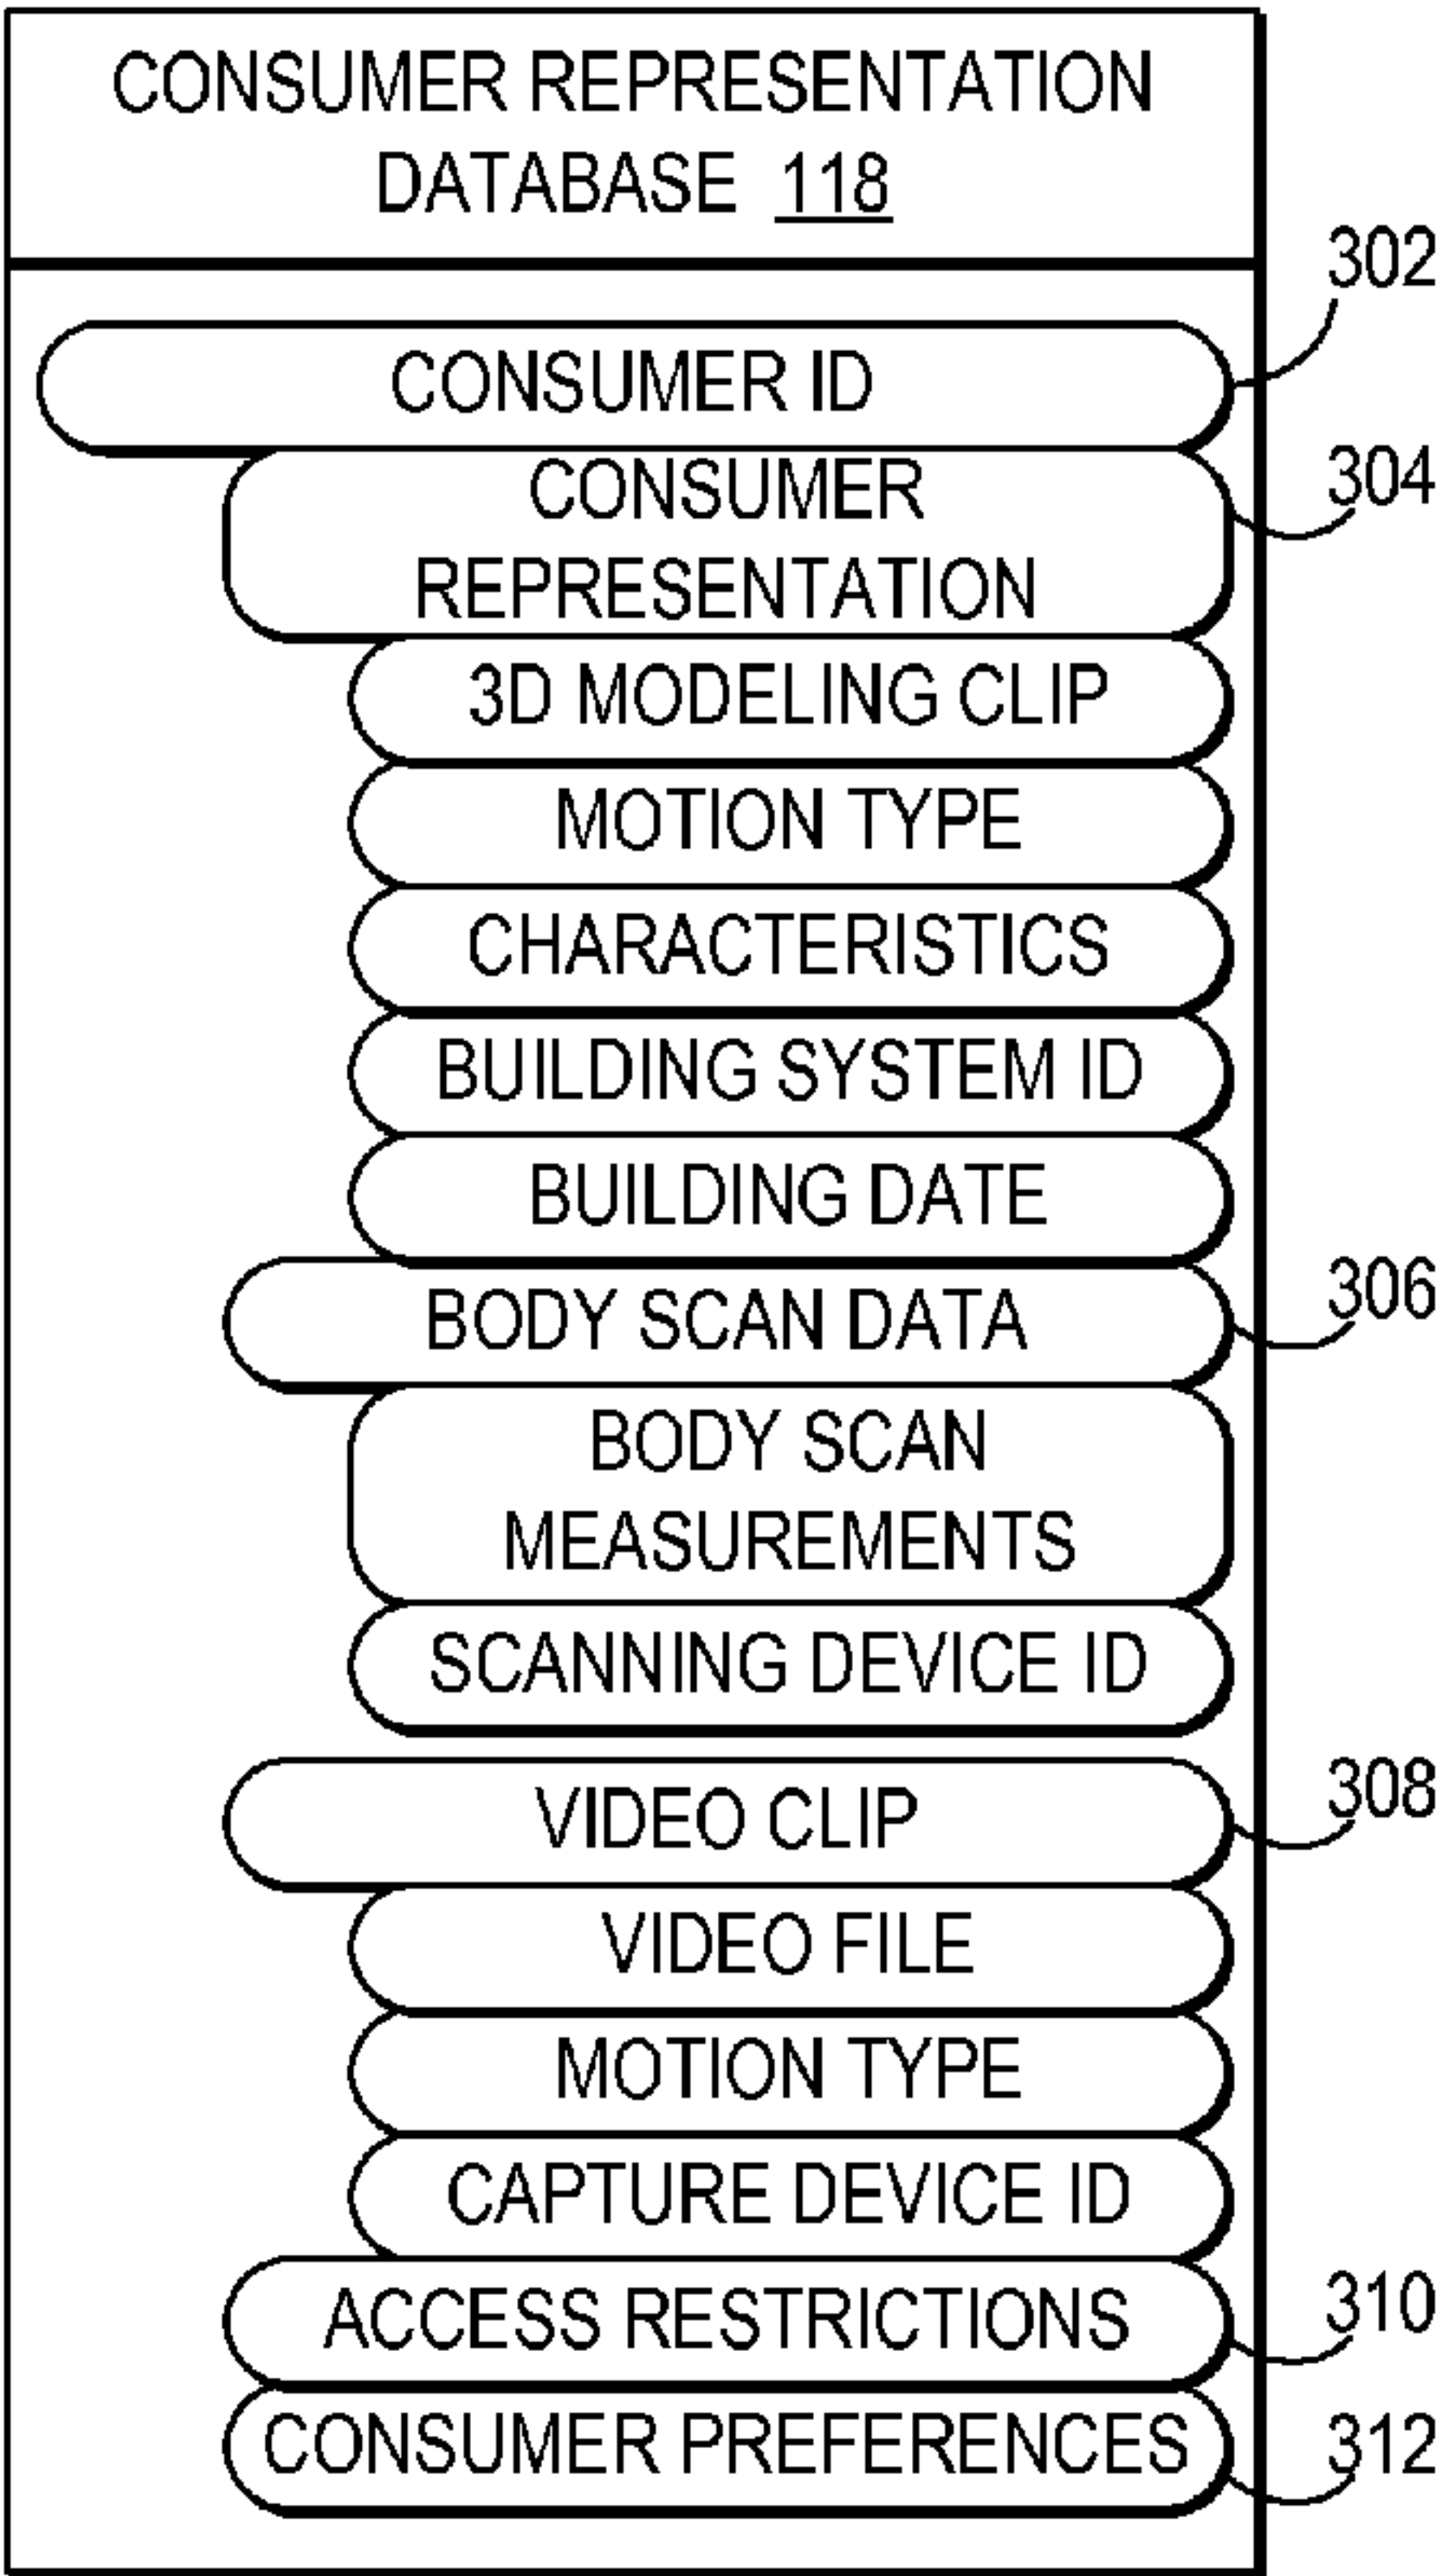 CONSUMER REPRESENTATION
DATABASE 118
302
CONSUMER ID
304
CONSUMER
REPRESENTATION
3D MODELING CLIP
MOTION TYPE
CHARACTERISTICS
BUILDING SYSTEM ID
BUILDING DATE
306
BODY SCAN DATA
BODY SCAN
MEASUREMENTS
SCANNING DEVICE ID
308
VIDEO CLIP
VIDEO FILE
MOTION TYPE
CAPTURE DEVICE ID
310
ACCESS RESTRICTIONS
312
CONSUMER PREFERENCES